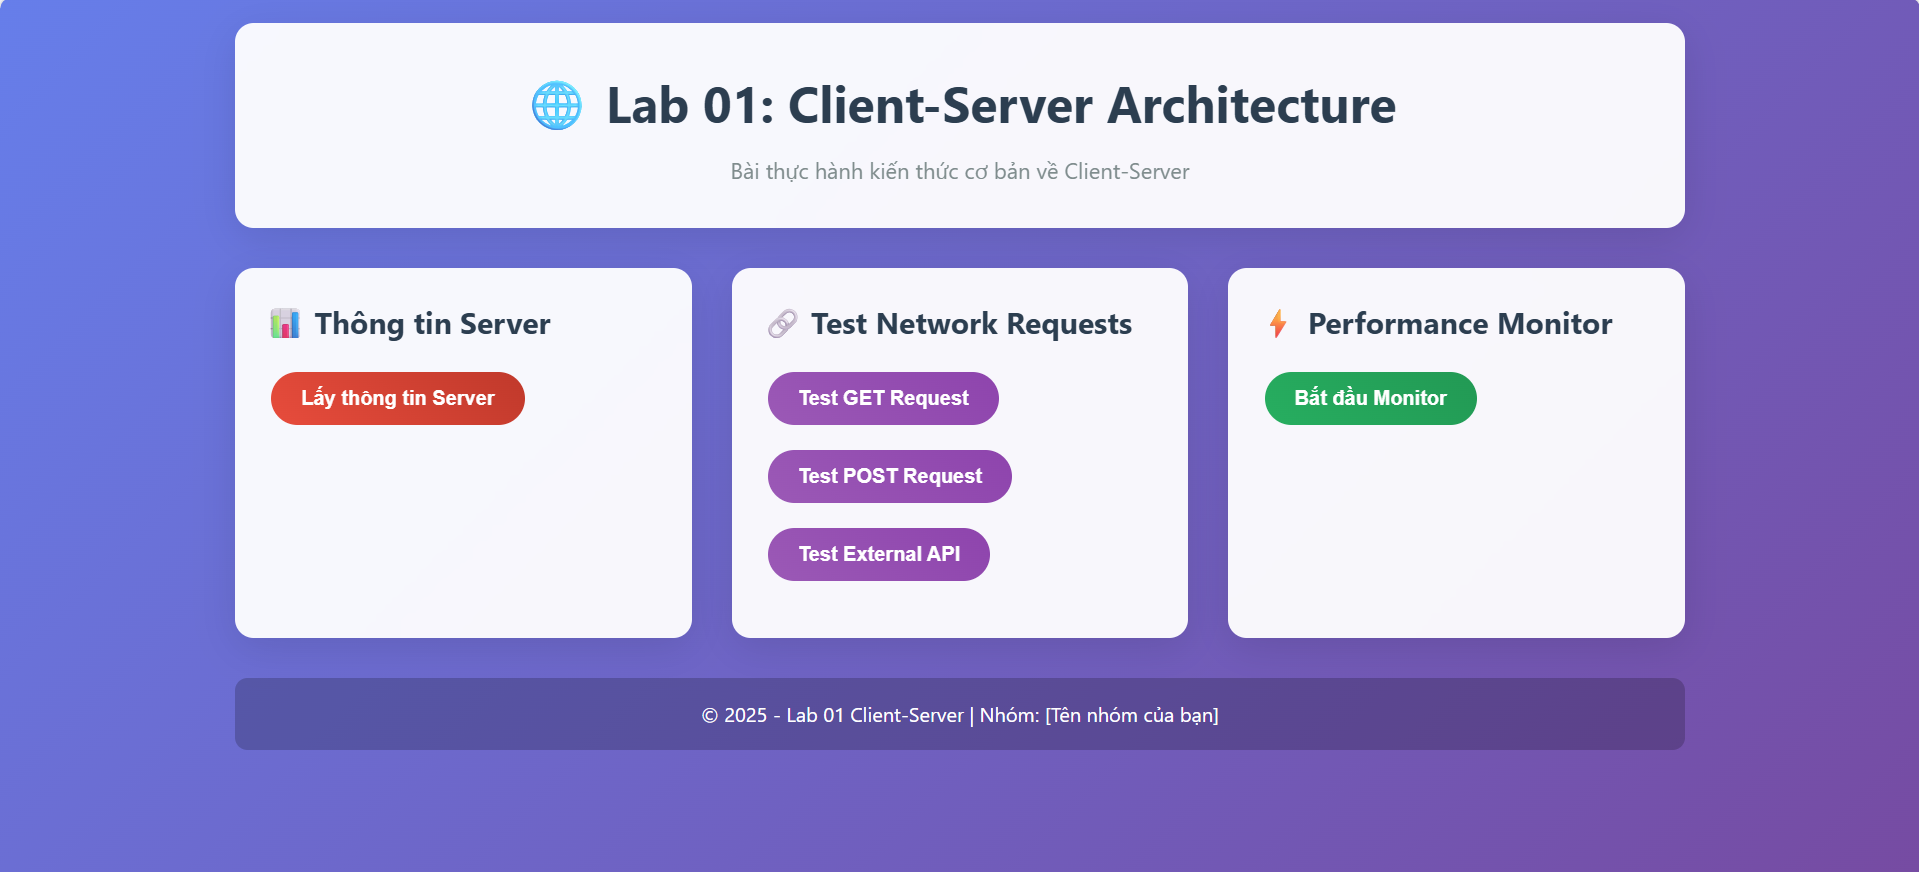 Lab 01: Client-Server Architecture
Bài thực hành kiến thức cơ bản về Client-Server
Thông tin Server
Lấy thông tin Server
Test Network Requests
Test GET Request
Test POST Request
Test External API
Performance Monitor
Bắt đầu Monitor
© 2025 - Lab 01 Client-Server | Nhóm: [Tên nhóm của bạn]